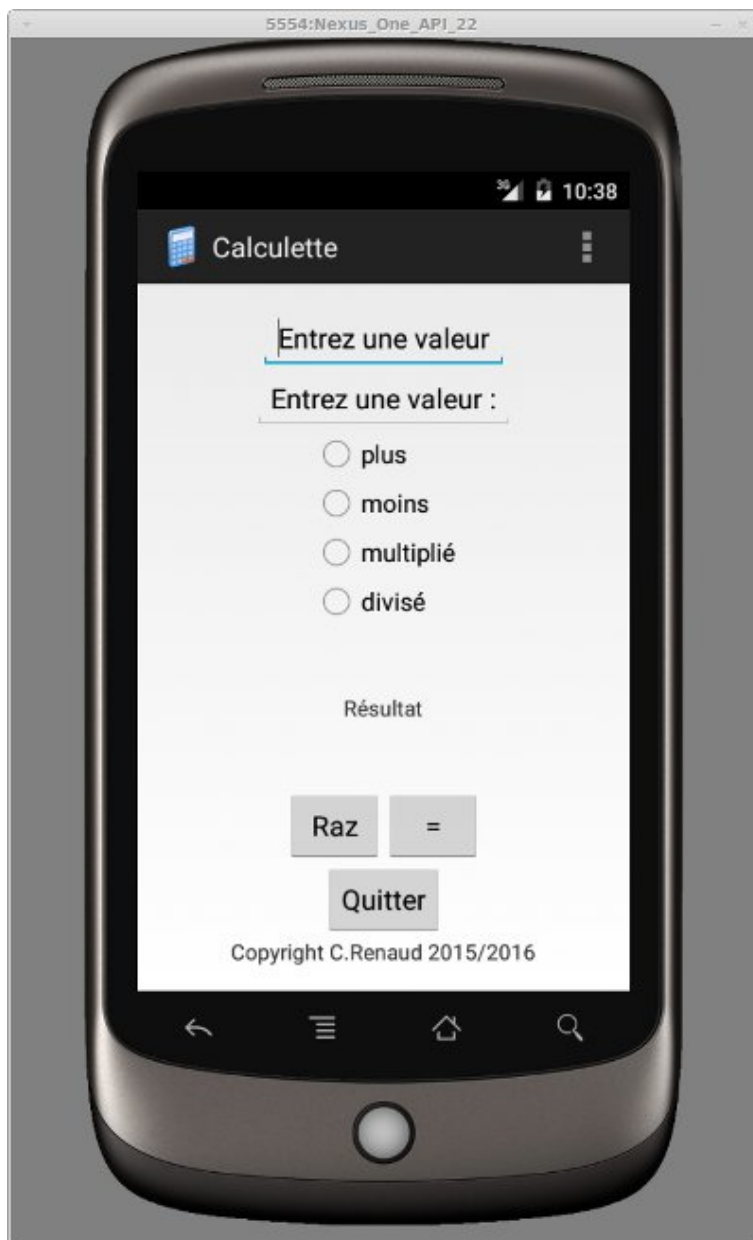 5554:Nexus_One_API_22
3G 10:38
Calculette
Entrez une valeur
Entrez une valeur :
plus
moins
multiplié
divisé
Résultat
Raz =
Quitter
Copyright C.Renaud 2015/2016